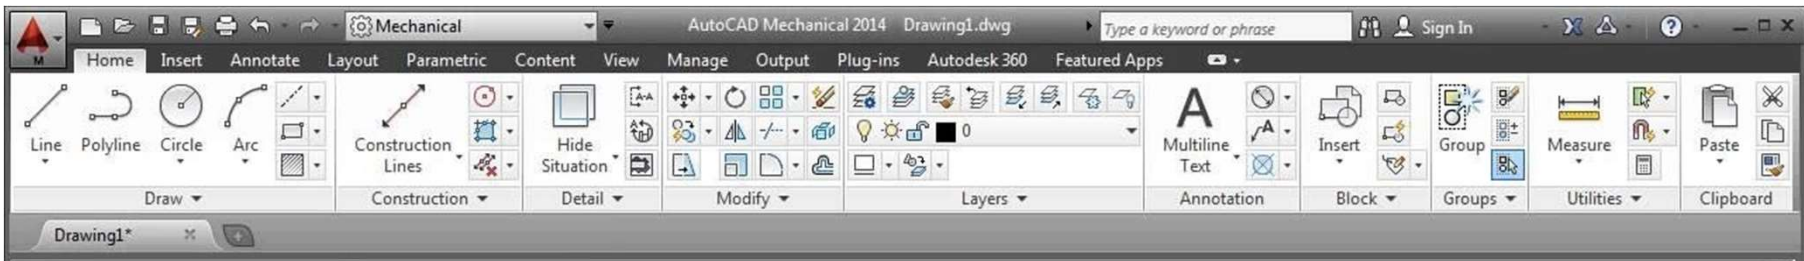 Mechanical AutoCAD Mechanical 2014 Drawing1.dwg Type a keyword or phrase Sign In
M Home Insert Annotate Layout Parametric Content View Manage Output Plug-ins Autodesk 360 Featured Apps
Line Polyline Circle Arc Construction Lines Hide Situation 0 A Multiline Text Insert Group Measure Paste
Draw Construction Detail Modify Layers Annotation Block Groups Utilities Clipboard
Drawing1*